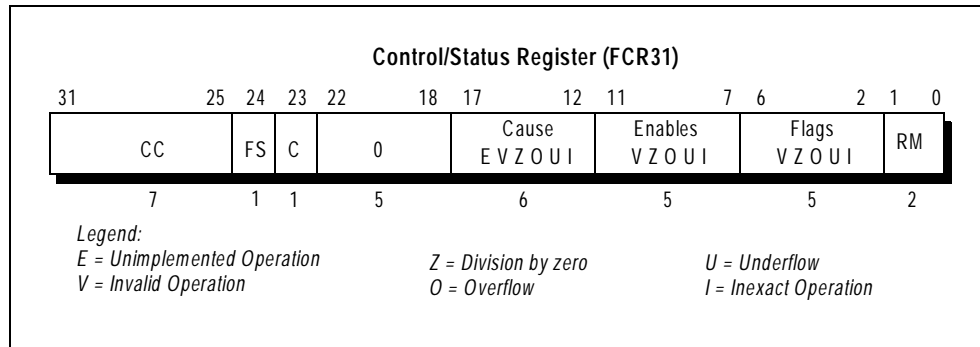 Control/Status Register (FCR31)
31 25 24 23 22 18 17 12 11 7 6 2 1 0
CC FS C 0 Cause Enables Flags RM
E V Z O U I V Z O U I V Z O U I
7 1 1 5 6 5 5 2
Legend:
E = Unimplemented Operation Z = Division by zero U = Underflow
V = Invalid Operation O = Overflow I = Inexact Operation